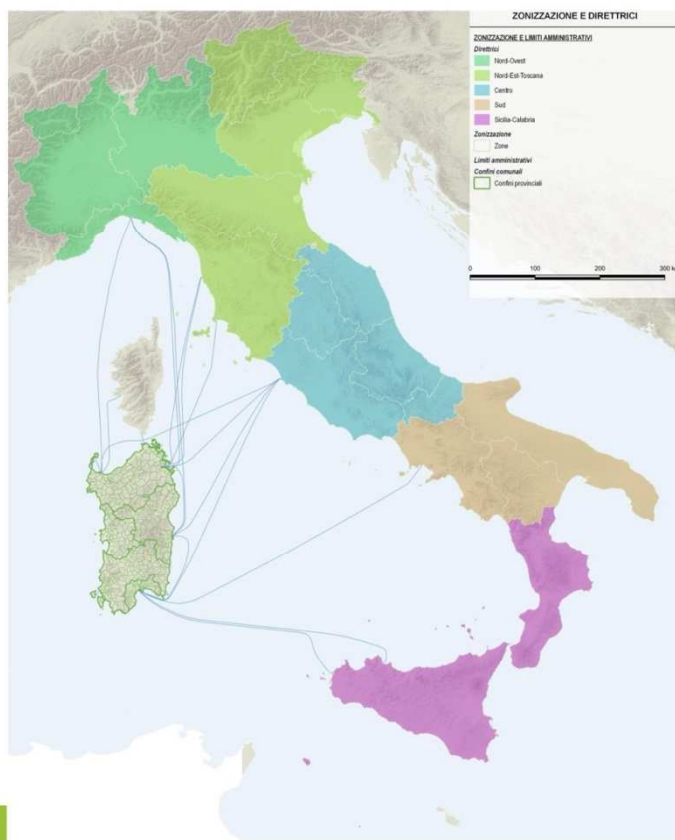 ZONIZZAZIONE E DIRETTRICI
ZONIZZAZIONE E LIMITI AMMINISTRATIVI
Direttrici
Nord-Ovest
Nord-Est-Toscana
Centro
Sud
Sicilia-Calabria
Zonizzazione
Zone
Limiti amministrativi
Confini comunali
Confini provinciali
0 100 200 300 k